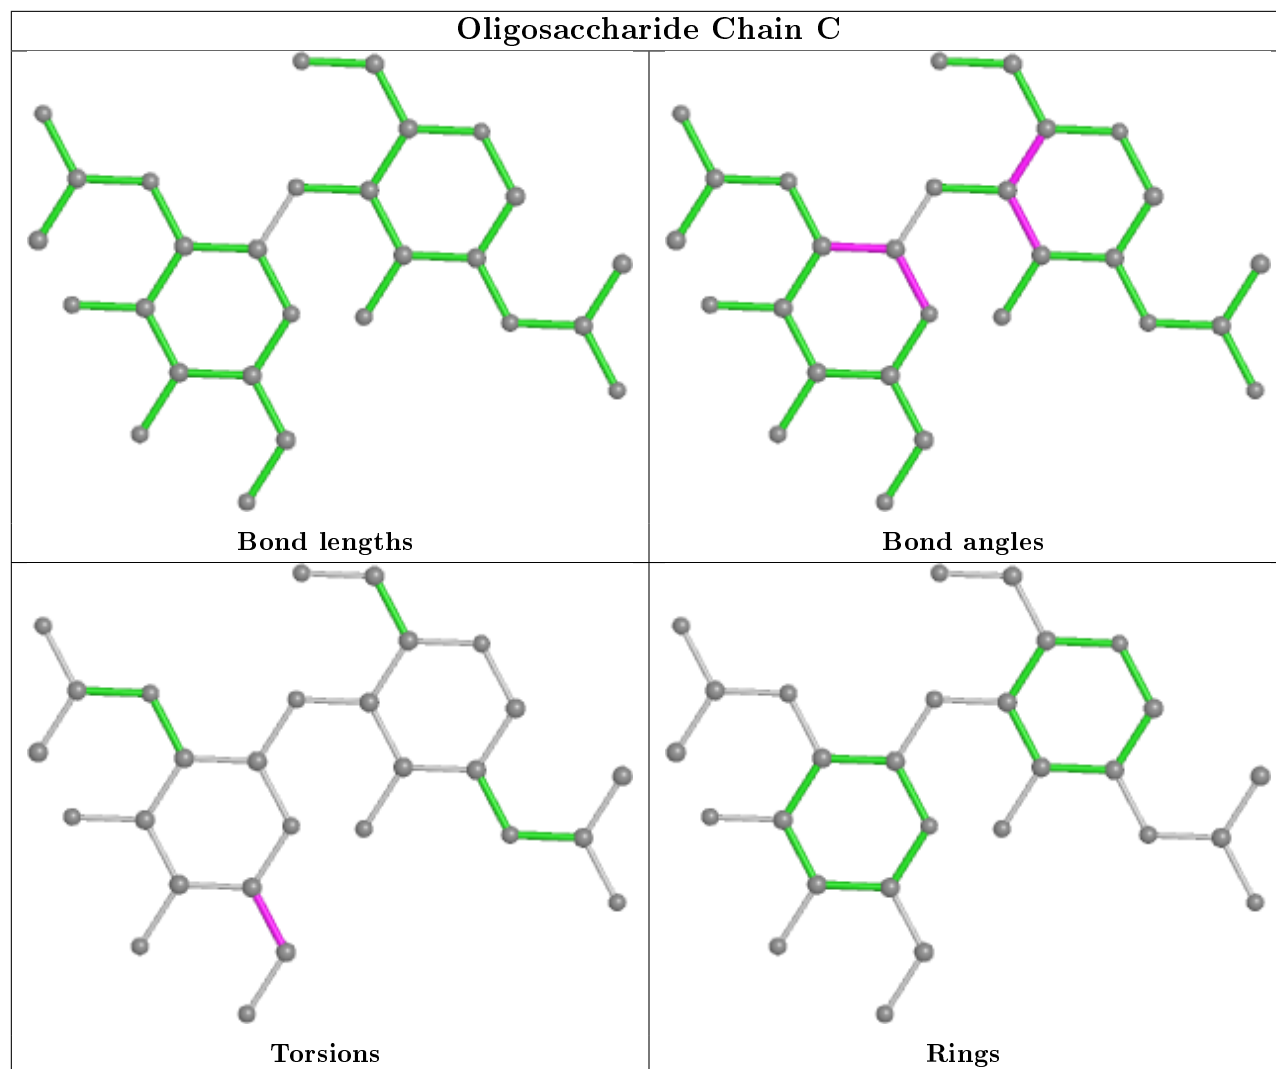 Oligosaccharide Chain C
Bond lengths
Bond angles
Torsions
Rings